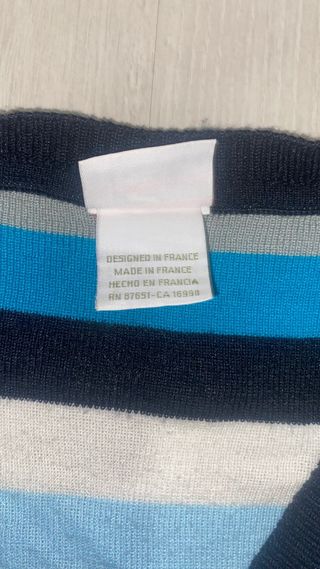 DESIGNED IN FRANCE
MADE IN FRANCE
HECHO EN FRANCIA
RN 87651-CA 16998